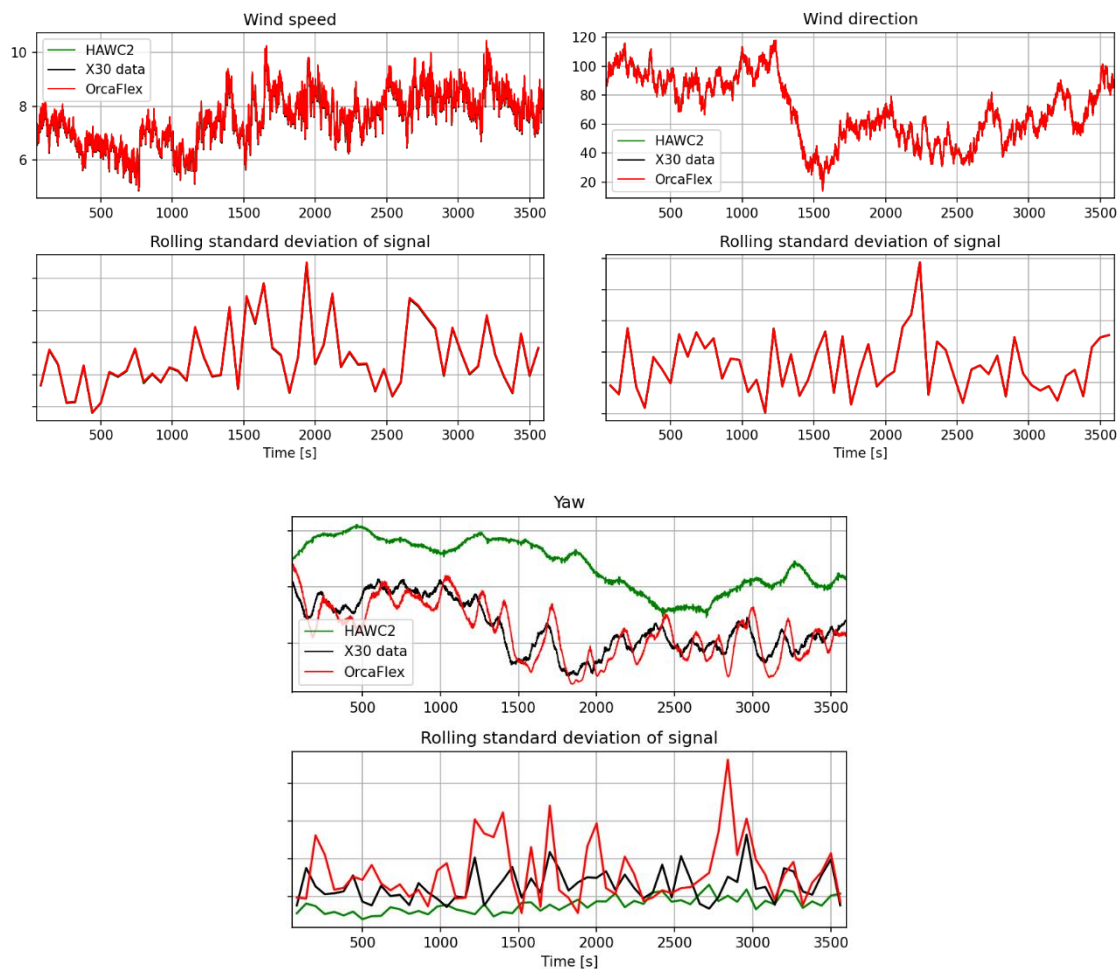 Wind speed
10
8
6
HAWC2
X30 data
OrcaFlex
500 1000 1500 2000 2500 3000 3500
Rolling standard deviation of signal
500 1000 1500 2000 2500 3000 3500
Time [s]
Wind direction
120
100
80
60
40
20
HAWC2
X30 data
OrcaFlex
500 1000 1500 2000 2500 3000 3500
Rolling standard deviation of signal
500 1000 1500 2000 2500 3000 3500
Time [s]
Yaw
HAWC2
X30 data
OrcaFlex
500 1000 1500 2000 2500 3000 3500
Rolling standard deviation of signal
500 1000 1500 2000 2500 3000 3500
Time [s]